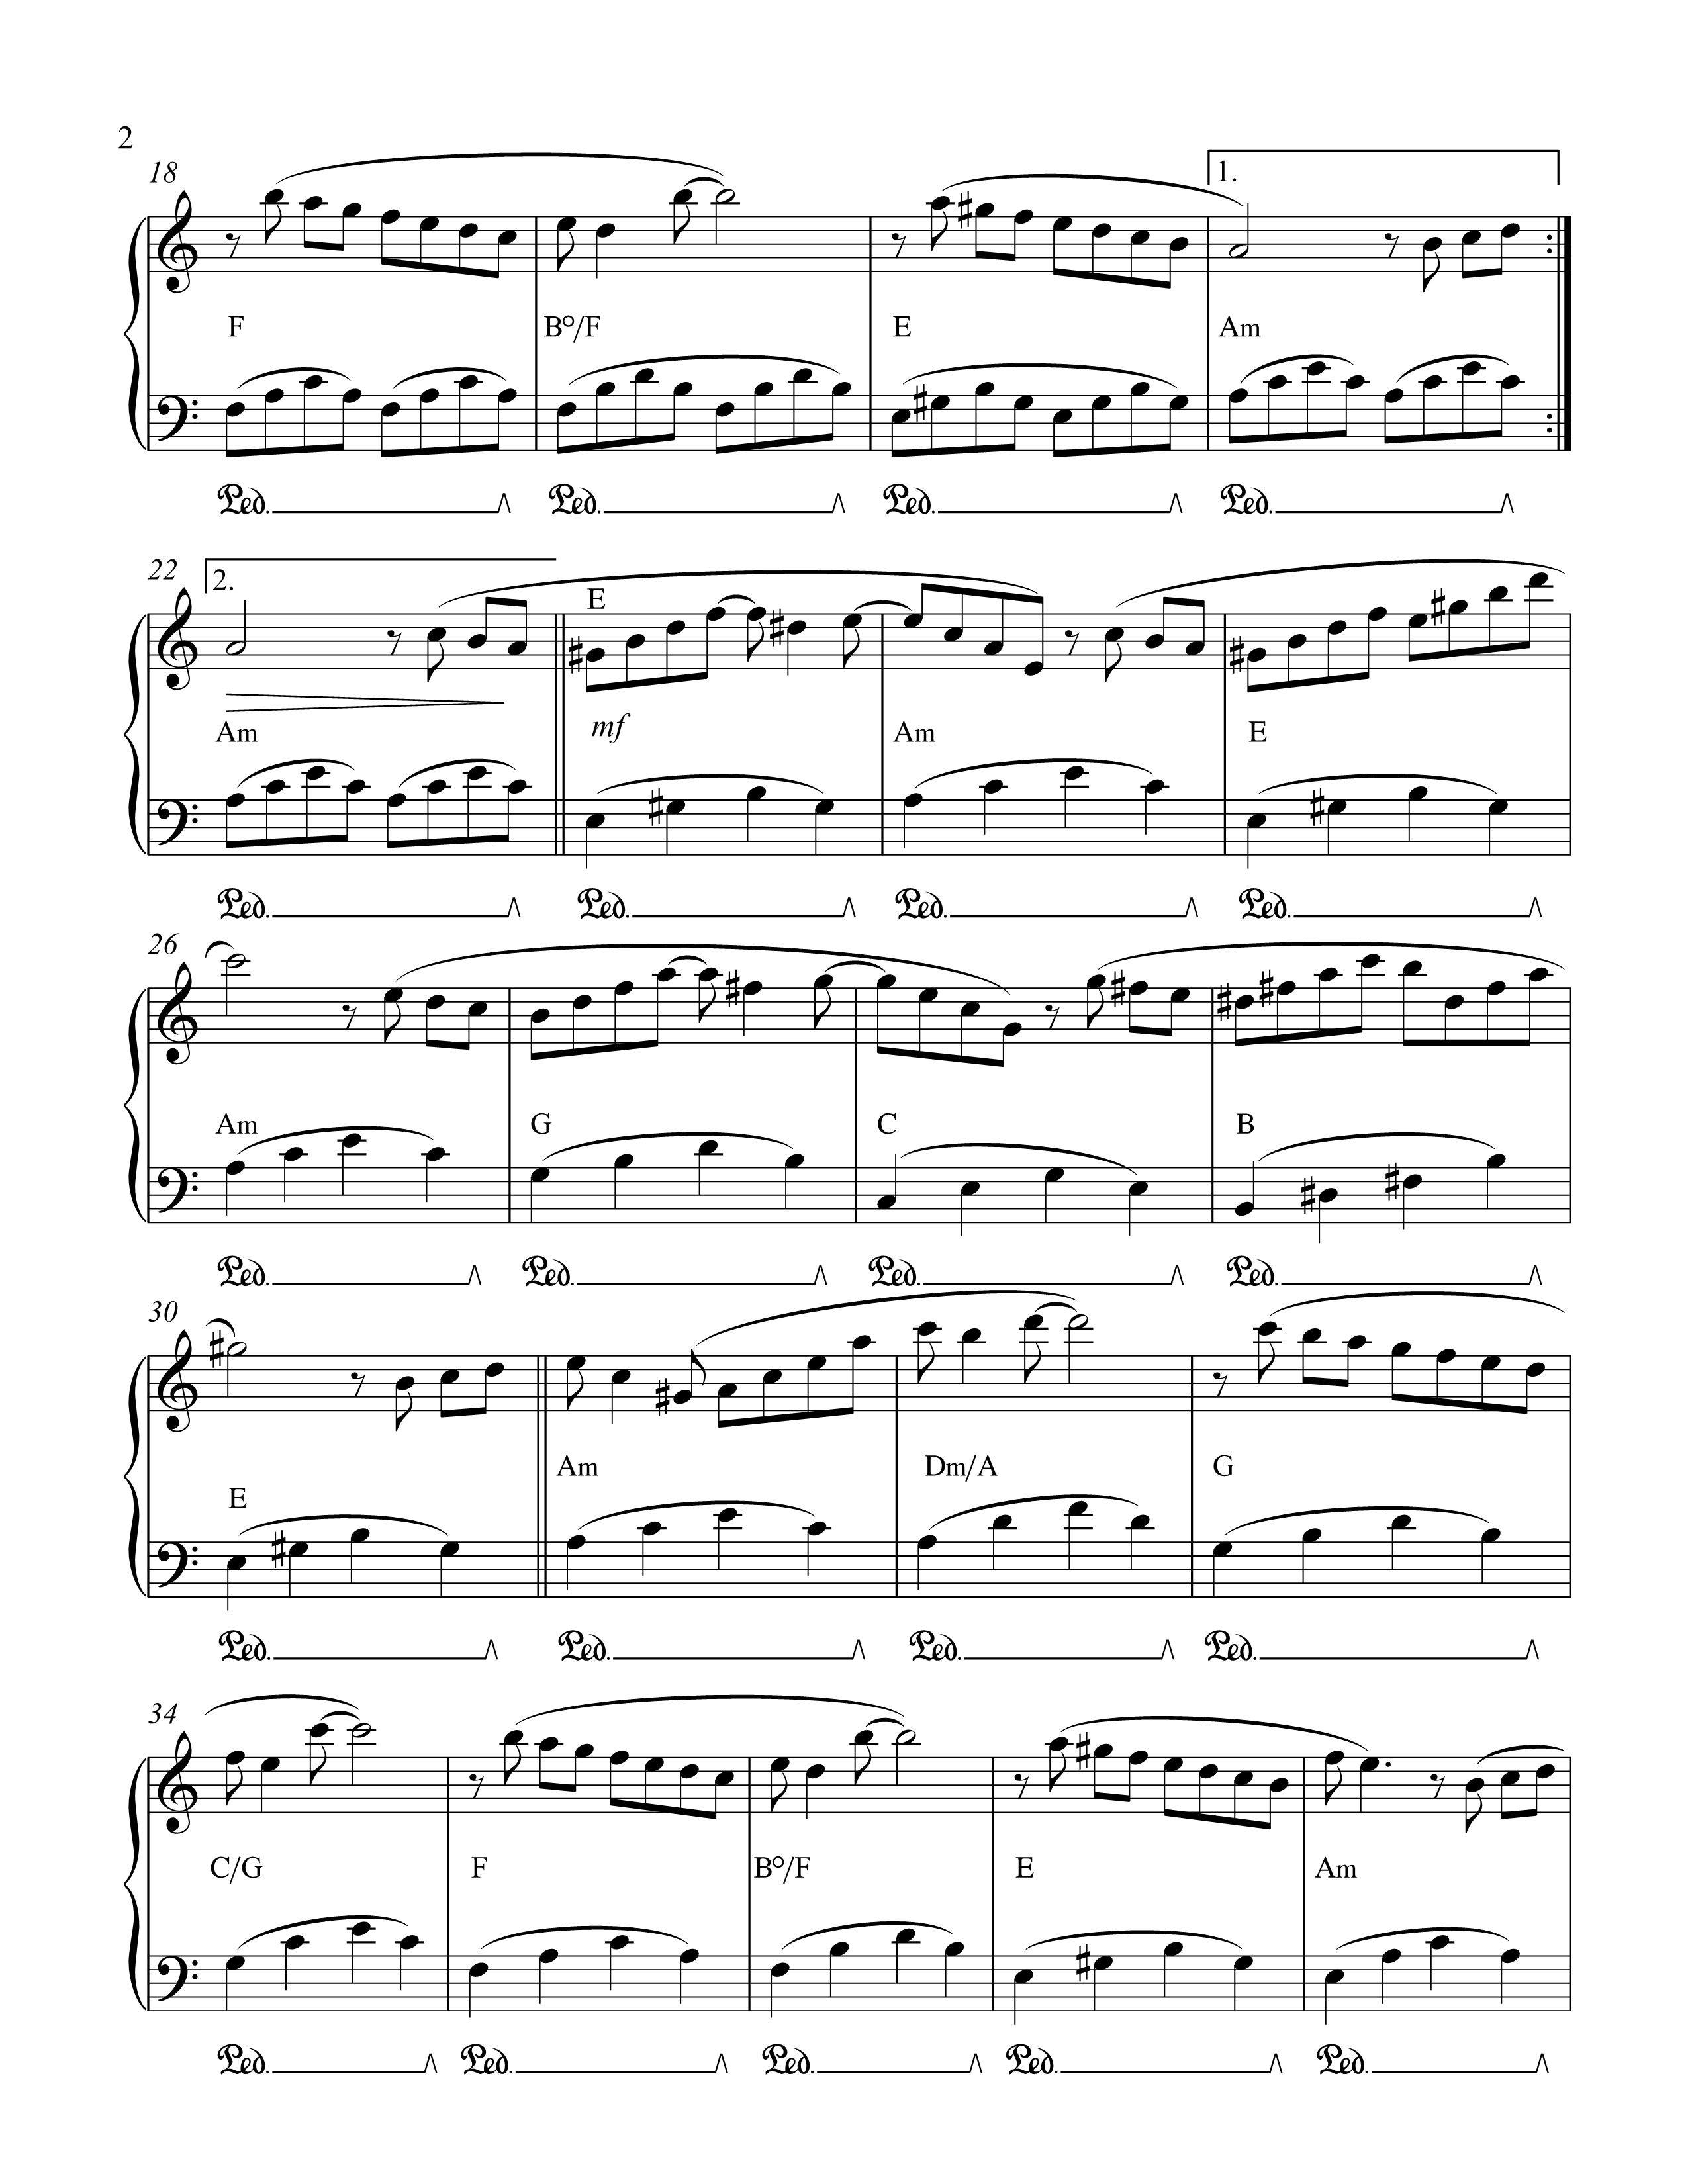 2
18
1.
F B°/F E Am
Ped. Ped. Ped. Ped.
22
2.
E
mf
Am Am E
Ped. Ped. Ped. Ped.
26
Am G C B
Ped. Ped. Ped. Ped.
30
Am Dm/A G
E
Ped. Ped. Ped. Ped.
34
C/G F B°/F E Am
Ped. Ped. Ped. Ped. Ped.